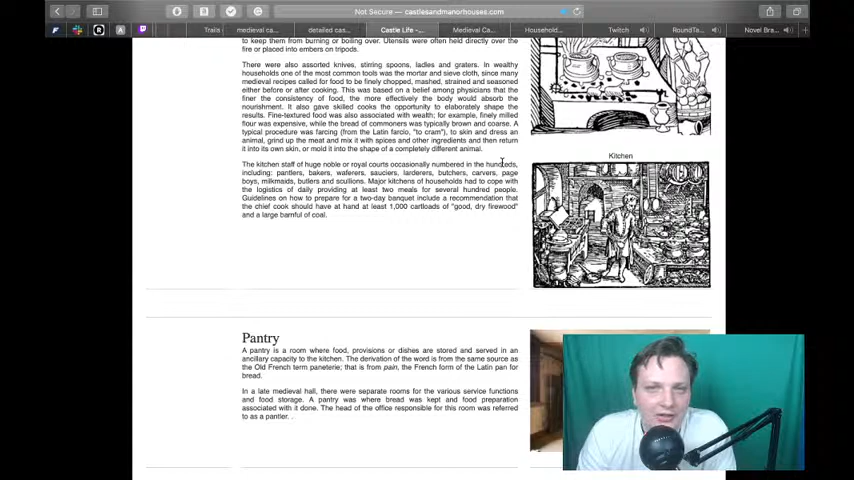 Not Secure — castlesandmanorhouses.com
Trails
medieval ca...
detailed cas...
Castle Life -...
Medieval Ca...
Household...
Twitch
RoundTa...
Novel Bra...
to keep them from burning or boiling over. Utensils were often held directly over the
fire or placed into embers on tripods.
There were also assorted knives, stirring spoons, ladles and graters. In wealthy
households one of the most common tools was the mortar and sieve cloth, since many
medieval recipes called for food to be finely chopped, mashed, strained and seasoned
either before or after cooking. This was based on a belief among physicians that the
finer the consistency of food, the more effectively the body would absorb the
nourishment. It also gave skilled cooks the opportunity to elaborately shape the
results. Fine-textured food was also associated with wealth; for example, finely milled
flour was expensive, while the bread of commoners was typically brown and coarse. A
typical procedure was farcing (from the Latin farcio, "to cram"), to skin and dress an
animal, grind up the meat and mix it with spices and other ingredients and then return
it into its own skin, or mold it into the shape of a completely different animal.
The kitchen staff of huge noble or royal courts occasionally numbered in the hundreds,
including: pantlers, bakers, waferers, sauciers, larderers, butchers, carvers, page
boys, milkmaids, butlers and scullions. Major kitchens of households had to cope with
the logistics of daily providing at least two meals for several hundred people.
Guidelines on how to prepare for a two-day banquet include a recommendation that
the chief cook should have at hand at least 1,000 cartloads of "good, dry firewood"
and a large barnful of coal.
Kitchen
Pantry
A pantry is a room where food, provisions or dishes are stored and served in an
ancillary capacity to the kitchen. The derivation of the word is from the same source as
the Old French term paneterie; that is from pain, the French form of the Latin pan for
bread.
In a late medieval hall, there were separate rooms for the various service functions
and food storage. A pantry was where bread was kept and food preparation
associated with it done. The head of the office responsible for this room was referred
to as a pantler. .